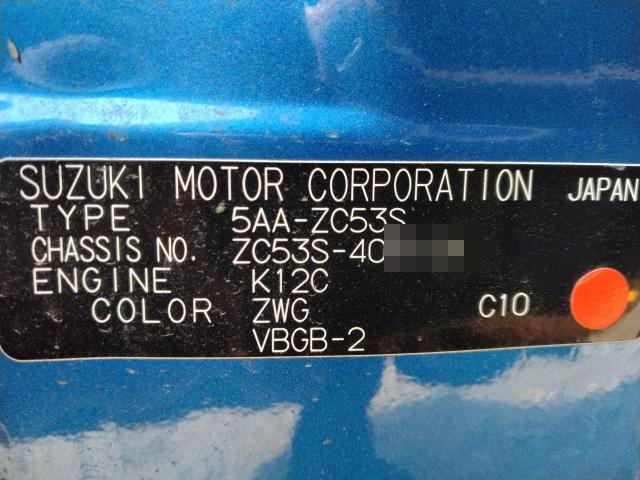 SUZUKI MOTOR CORPORATION JAPAN
TYPE 5AA-ZC53S
CHASSIS NO. ZC53S-40
ENGINE K12C
COLOR ZWG C10
VBGB-2